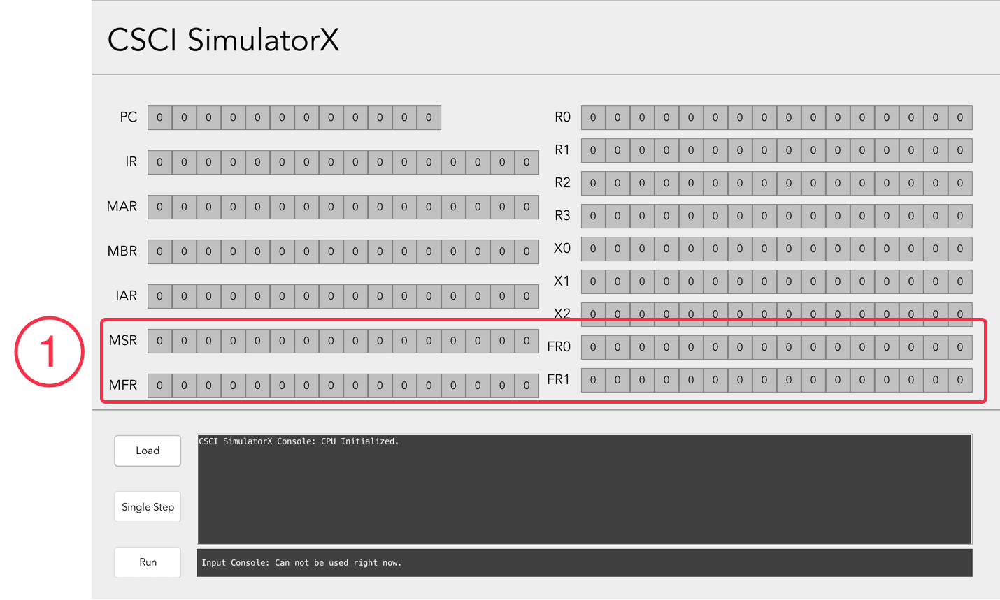 CSCI SimulatorX
PC 0 0 0 0 0 0 0 0 0 0 0 0
IR 0 0 0 0 0 0 0 0 0 0 0 0 0 0 0 0
MAR 0 0 0 0 0 0 0 0 0 0 0 0 0 0 0 0
MBR 0 0 0 0 0 0 0 0 0 0 0 0 0 0 0 0
IAR 0 0 0 0 0 0 0 0 0 0 0 0 0 0 0 0
1
MSR 0 0 0 0 0 0 0 0 0 0 0 0 0 0 0 0
MFR 0 0 0 0 0 0 0 0 0 0 0 0 0 0 0 0
R0 0 0 0 0 0 0 0 0 0 0 0 0 0 0 0 0
R1 0 0 0 0 0 0 0 0 0 0 0 0 0 0 0 0
R2 0 0 0 0 0 0 0 0 0 0 0 0 0 0 0 0
R3 0 0 0 0 0 0 0 0 0 0 0 0 0 0 0 0
X0 0 0 0 0 0 0 0 0 0 0 0 0 0 0 0 0
X1 0 0 0 0 0 0 0 0 0 0 0 0 0 0 0 0
X2 0 0 0 0 0 0 0 0 0 0 0 0 0 0 0 0
FR0 0 0 0 0 0 0 0 0 0 0 0 0 0 0 0 0
FR1 0 0 0 0 0 0 0 0 0 0 0 0 0 0 0 0
Load
Single Step
Run
CSCI SimulatorX Console: CPU Initialized.
Input Console: Can not be used right now.